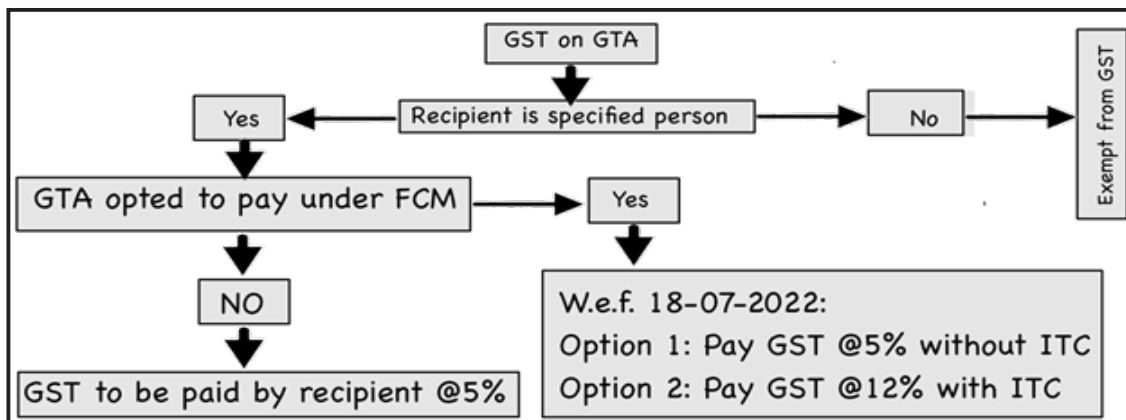 GST on GTA
Yes
Recipient is specified person
No
Exempt from GST
GTA opted to pay under FCM
Yes
NO
GST to be paid by recipient @5%
W.e.f. 18-07-2022:
Option 1: Pay GST @5% without ITC
Option 2: Pay GST @12% with ITC